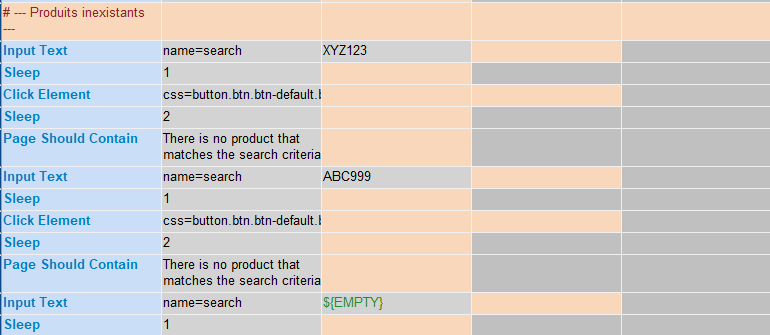 # --- Produits inexistants
---
Input Text name=search XYZ123
Sleep 1
Click Element css=button.btn.btn-default.b
Sleep 2
Page Should Contain There is no product that
matches the search criteria
Input Text name=search ABC999
Sleep 1
Click Element css=button.btn.btn-default.b
Sleep 2
Page Should Contain There is no product that
matches the search criteria
Input Text name=search ${EMPTY}
Sleep 1